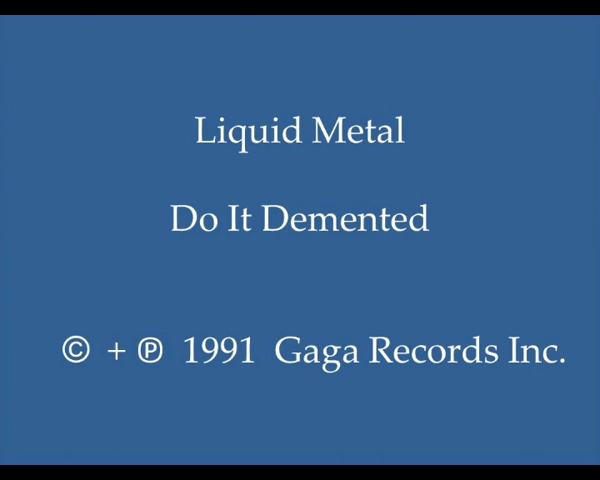 Liquid Metal
Do It Demented
© + ℗ 1991 Gaga Records Inc.